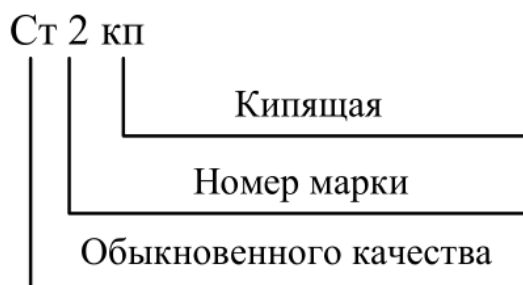 Ст 2 кп
Кипящая
Номер марки
Обыкновенного качества